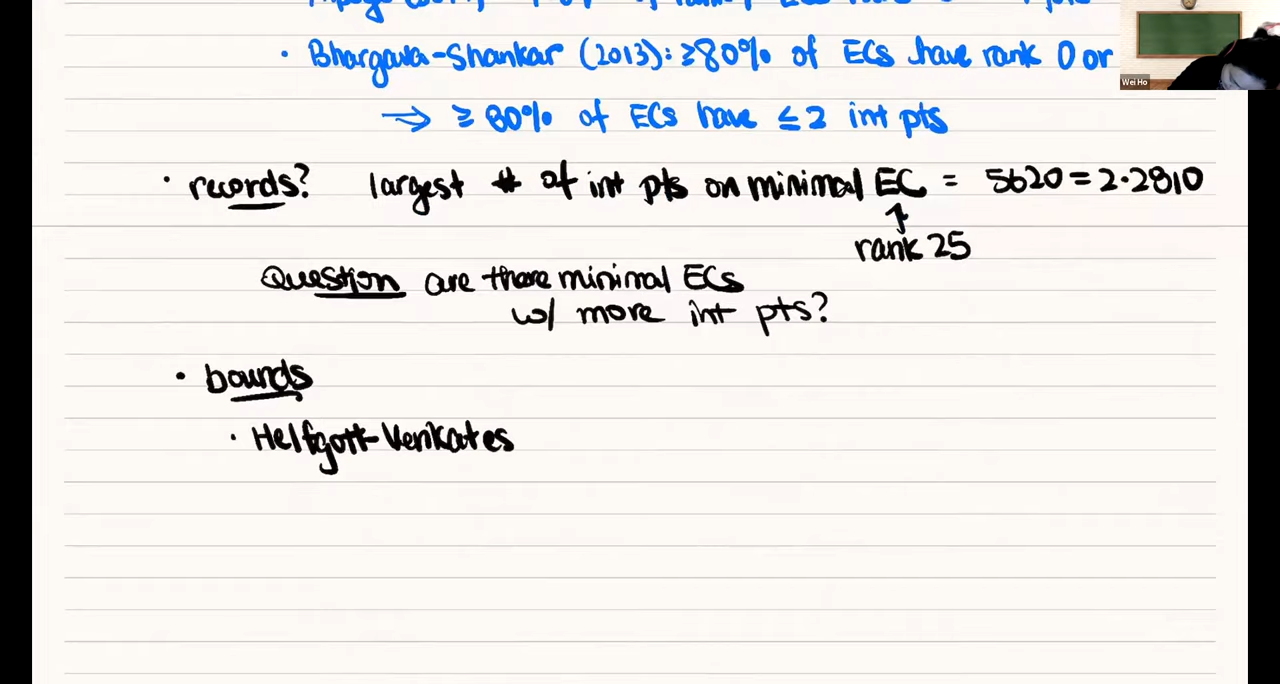 · Bhargava-Shankar (2013): ≥80% of ECs have rank 0 or
⇒ ≥ 80% of ECs have ≤ 2 int pts
· records? largest # of int pts on minimal EC = 5620 = 2·2810
↑
rank 25
Question are there minimal ECs
w/ more int pts?
· bounds
· Helfgott-Venkates
Wei Ho